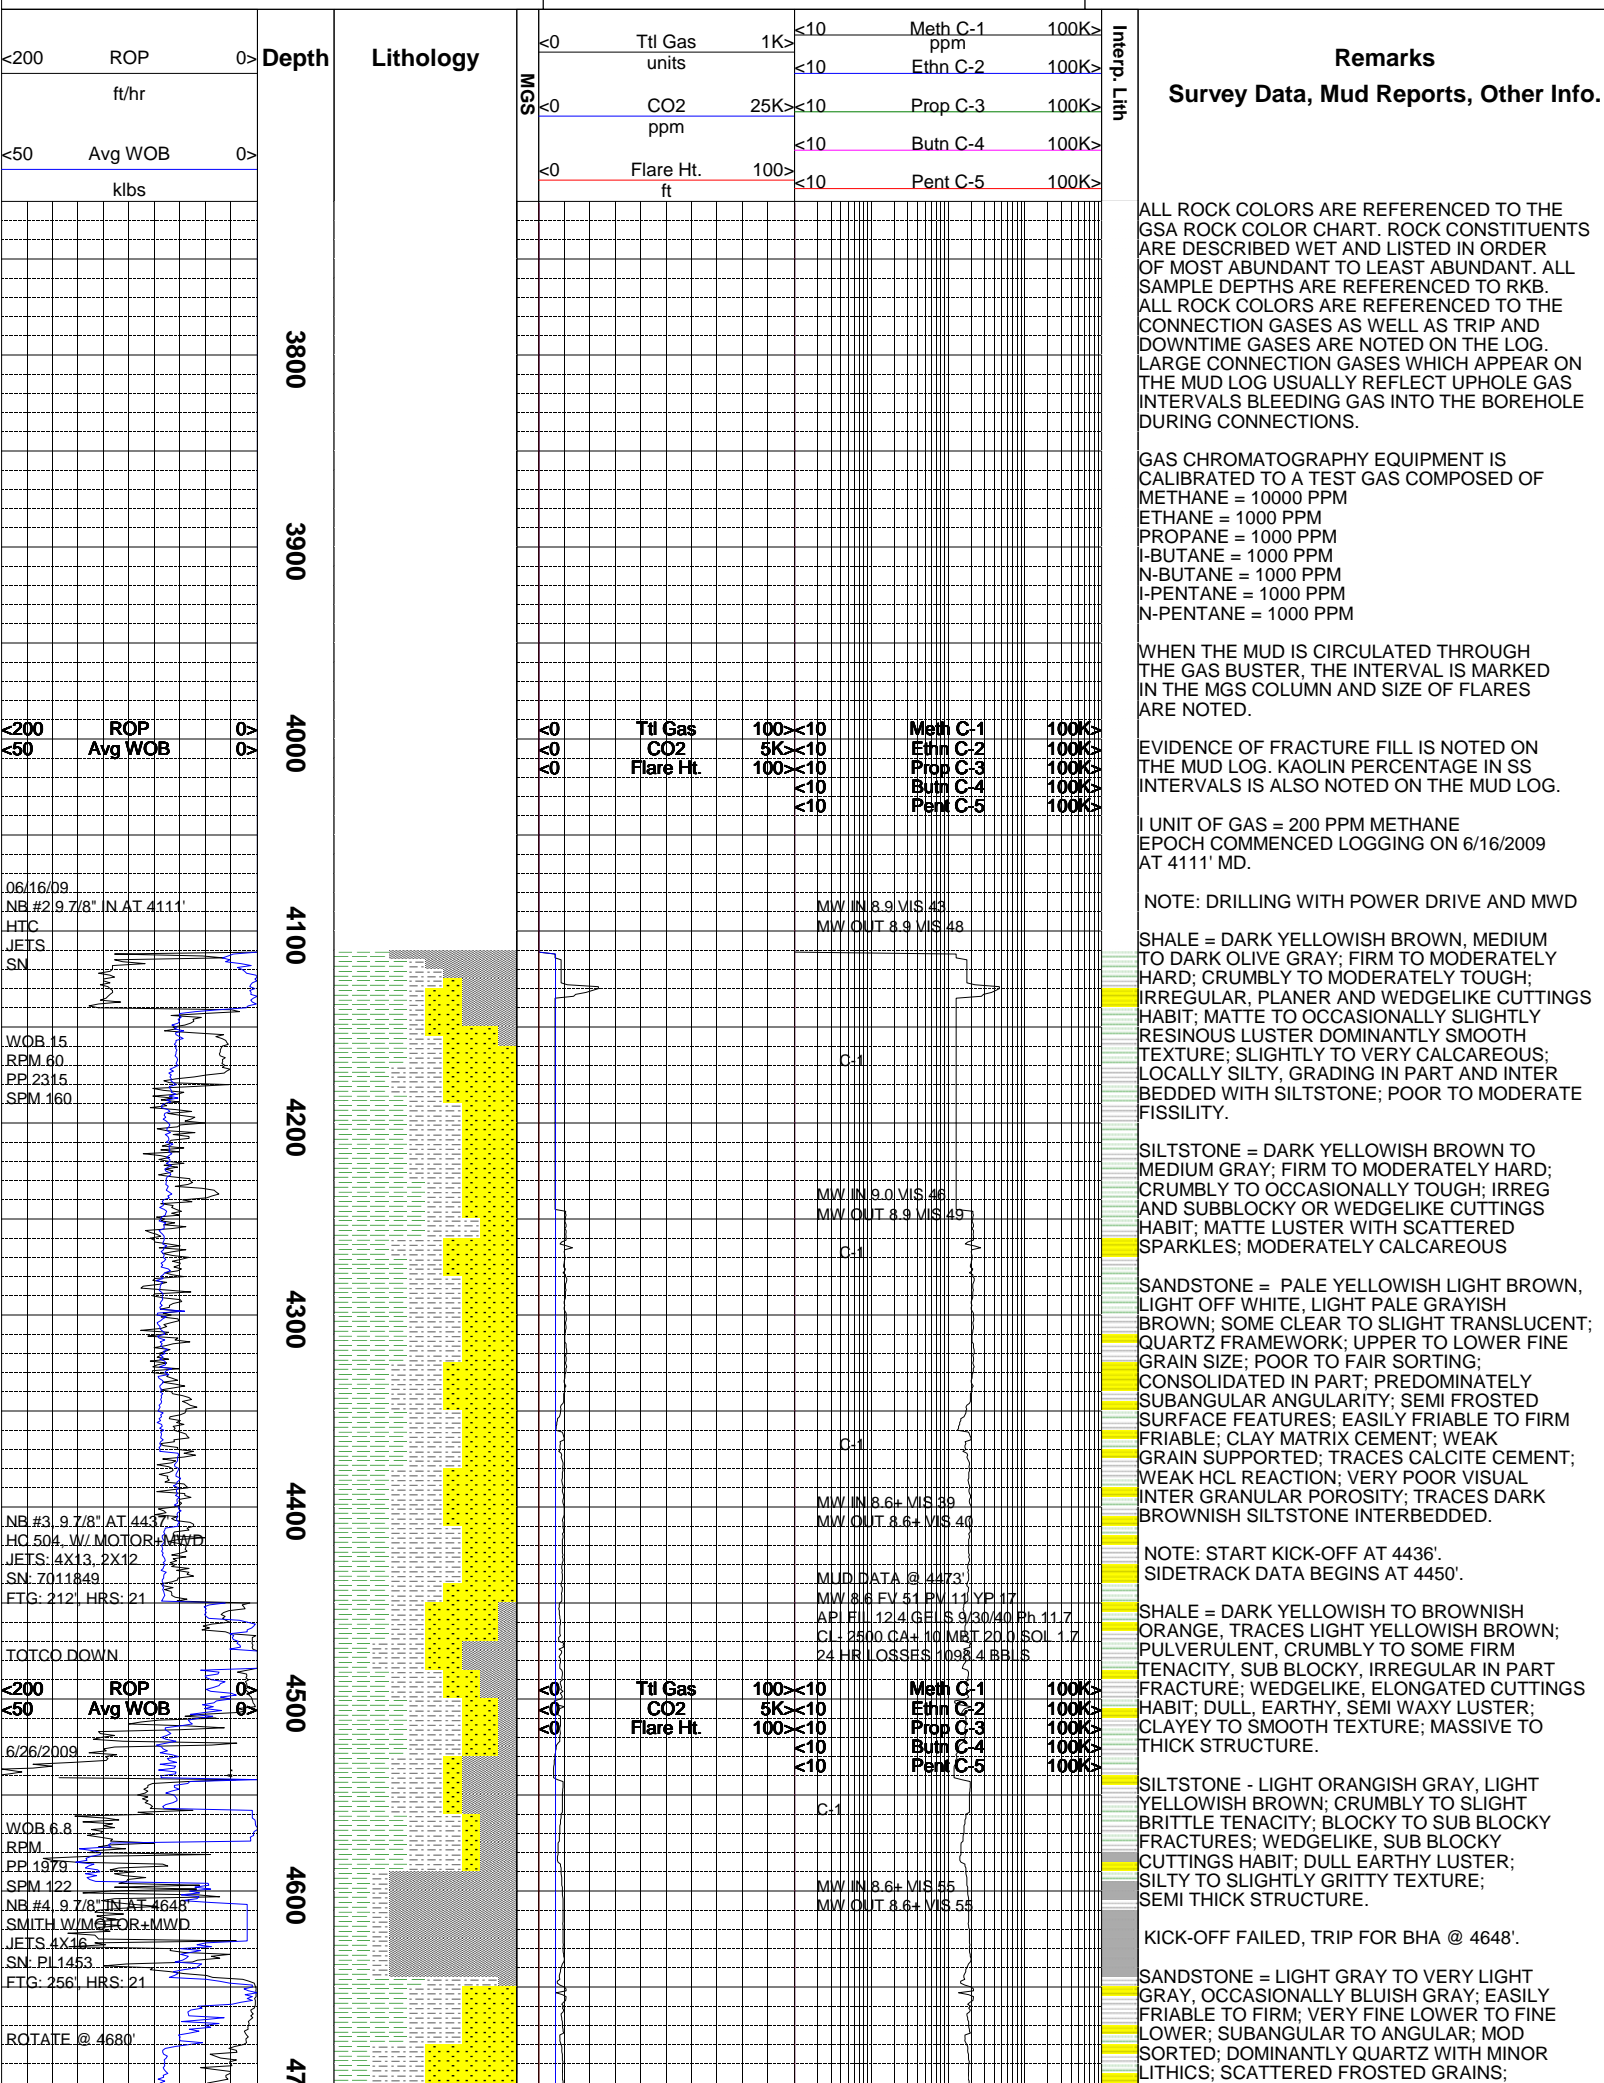 <200 ROP 0>
ft/hr
<50 Avg WOB 0>
klbs
Depth
Lithology
MGS
<0 Ttl Gas 1K>
units
<0 CO2 25K>
ppm
<0 Flare Ht. 100>
ft
<10 Meth C-1 100K>
ppm
<10 Ethn C-2 100K>
<10 Prop C-3 100K>
<10 Butn C-4 100K>
<10 Pent C-5 100K>
Interp. Lith
Remarks
Survey Data, Mud Reports, Other Info.
3800
3900
4000
4100
4200
4300
4400
4500
4600
47
<200 ROP 0>
<50 Avg WOB 0>
06/16/09
NB #2 9.7/8" IN AT 4111'
HTC
JETS
SN
WOB 15
RPM 60
PP 2315
SPM 160
NB #3, 9.7/8" AT 4437'
HC 504, W/ MOTOR+MWD
JETS: 4X13, 2X12
SN: 7011849
FTG: 212', HRS: 21
TOTCO DOWN
<200 ROP 0>
<50 Avg WOB 0>
6/26/2009
WOB 6.8
RPM
PP 1979
SPM 122
NB #4, 9.7/8" IN AT 4648'
SMITH W/MOTOR+MWD
JETS 4X16
SN: PL1453
FTG: 256', HRS: 21
ROTATE @ 4680'
<0 Ttl Gas 100>
<0 CO2 5K>
<0 Flare Ht. 100>
<10 Meth C-1 100K>
<10 Ethn C-2 100K>
<10 Prop C-3 100K>
<10 Butn C-4 100K>
<10 Pent C-5 100K>
MW IN 8.9 VIS 43
MW OUT 8.9 VIS 48
C-1
MW IN 9.0 VIS 46
MW OUT 8.9 VIS 49
C-1
C-1
MW IN 8.6+ VIS 39
MW OUT 8.6+ VIS 40
MUD DATA @ 4473'
MW 8.6 FV 51 PV 11 YP 17
API FIL 12.4 GELS 9/30/40 Ph 11.7
CL- 2500 CA+ 10 MBT 20.0 SOL 1.7
24 HR LOSSES 1098.4 BBLS
<0 Ttl Gas 100>
<0 CO2 5K>
<0 Flare Ht. 100>
<10 Meth C-1 100K>
<10 Ethn C-2 100K>
<10 Prop C-3 100K>
<10 Butn C-4 100K>
<10 Pent C-5 100K>
C-1
MW IN 8.6+ VIS 55
MW OUT 8.6+ VIS 55
ALL ROCK COLORS ARE REFERENCED TO THE
GSA ROCK COLOR CHART. ROCK CONSTITUENTS
ARE DESCRIBED WET AND LISTED IN ORDER
OF MOST ABUNDANT TO LEAST ABUNDANT. ALL
SAMPLE DEPTHS ARE REFERENCED TO RKB.
ALL ROCK COLORS ARE REFERENCED TO THE
CONNECTION GASES AS WELL AS TRIP AND
DOWNTIME GASES ARE NOTED ON THE LOG.
LARGE CONNECTION GASES WHICH APPEAR ON
THE MUD LOG USUALLY REFLECT UPHOLE GAS
INTERVALS BLEEDING GAS INTO THE BOREHOLE
DURING CONNECTIONS.
GAS CHROMATOGRAPHY EQUIPMENT IS
CALIBRATED TO A TEST GAS COMPOSED OF
METHANE = 10000 PPM
ETHANE = 1000 PPM
PROPANE = 1000 PPM
I-BUTANE = 1000 PPM
N-BUTANE = 1000 PPM
I-PENTANE = 1000 PPM
N-PENTANE = 1000 PPM
WHEN THE MUD IS CIRCULATED THROUGH
THE GAS BUSTER, THE INTERVAL IS MARKED
IN THE MGS COLUMN AND SIZE OF FLARES
ARE NOTED.
EVIDENCE OF FRACTURE FILL IS NOTED ON
THE MUD LOG. KAOLIN PERCENTAGE IN SS
INTERVALS IS ALSO NOTED ON THE MUD LOG.
I UNIT OF GAS = 200 PPM METHANE
EPOCH COMMENCED LOGGING ON 6/16/2009
AT 4111' MD.
NOTE: DRILLING WITH POWER DRIVE AND MWD
SHALE = DARK YELLOWISH BROWN, MEDIUM
TO DARK OLIVE GRAY; FIRM TO MODERATELY
HARD; CRUMBLY TO MODERATELY TOUGH;
IRREGULAR, PLANER AND WEDGELIKE CUTTINGS
HABIT; MATTE TO OCCASIONALLY SLIGHTLY
RESINOUS LUSTER DOMINANTLY SMOOTH
TEXTURE; SLIGHTLY TO VERY CALCAREOUS;
LOCALLY SILTY, GRADING IN PART AND INTER
BEDDED WITH SILTSTONE; POOR TO MODERATE
FISSILITY.
SILTSTONE = DARK YELLOWISH BROWN TO
MEDIUM GRAY; FIRM TO MODERATELY HARD;
CRUMBLY TO OCCASIONALLY TOUGH; IRREG
AND SUBBLOCKY OR WEDGELIKE CUTTINGS
HABIT; MATTE LUSTER WITH SCATTERED
SPARKLES; MODERATELY CALCAREOUS
SANDSTONE = PALE YELLOWISH LIGHT BROWN,
LIGHT OFF WHITE, LIGHT PALE GRAYISH
BROWN; SOME CLEAR TO SLIGHT TRANSLUCENT;
QUARTZ FRAMEWORK; UPPER TO LOWER FINE
GRAIN SIZE; POOR TO FAIR SORTING;
CONSOLIDATED IN PART; PREDOMINATELY
SUBANGULAR ANGULARITY; SEMI FROSTED
SURFACE FEATURES; EASILY FRIABLE TO FIRM
FRIABLE; CLAY MATRIX CEMENT; WEAK
GRAIN SUPPORTED; TRACES CALCITE CEMENT;
WEAK HCL REACTION; VERY POOR VISUAL
INTER GRANULAR POROSITY; TRACES DARK
BROWNISH SILTSTONE INTERBEDDED.
NOTE: START KICK-OFF AT 4436'.
SIDETRACK DATA BEGINS AT 4450'.
SHALE = DARK YELLOWISH TO BROWNISH
ORANGE, TRACES LIGHT YELLOWISH BROWN;
PULVERULENT, CRUMBLY TO SOME FIRM
TENACITY, SUB BLOCKY, IRREGULAR IN PART
FRACTURE; WEDGELIKE, ELONGATED CUTTINGS
HABIT; DULL, EARTHY, SEMI WAXY LUSTER;
CLAYEY TO SMOOTH TEXTURE; MASSIVE TO
THICK STRUCTURE.
SILTSTONE - LIGHT ORANGISH GRAY, LIGHT
YELLOWISH BROWN; CRUMBLY TO SLIGHT
BRITTLE TENACITY; BLOCKY TO SUB BLOCKY
FRACTURES; WEDGELIKE, SUB BLOCKY
CUTTINGS HABIT; DULL EARTHY LUSTER;
SILTY TO SLIGHTLY GRITTY TEXTURE;
SEMI THICK STRUCTURE.
KICK-OFF FAILED, TRIP FOR BHA @ 4648'.
SANDSTONE = LIGHT GRAY TO VERY LIGHT
GRAY, OCCASIONALLY BLUISH GRAY; EASILY
FRIABLE TO FIRM; VERY FINE LOWER TO FINE
LOWER; SUBANGULAR TO ANGULAR; MOD
SORTED; DOMINANTLY QUARTZ WITH MINOR
LITHICS; SCATTERED FROSTED GRAINS;